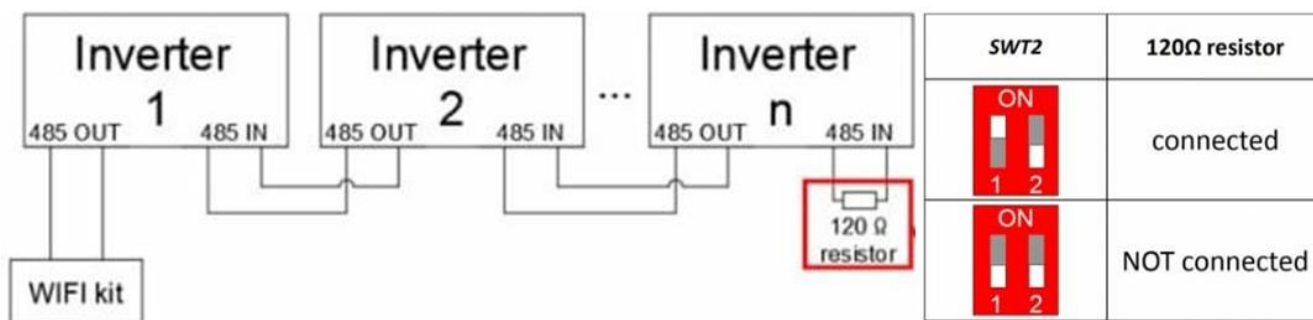 Inverter
1
485 OUT 485 IN
Inverter
2
485 OUT 485 IN
...
Inverter
n
485 OUT 485 IN
120 Ω
resistor
WIFI kit
SWT2 120Ω resistor
ON
1 2
connected
ON
1 2
NOT connected